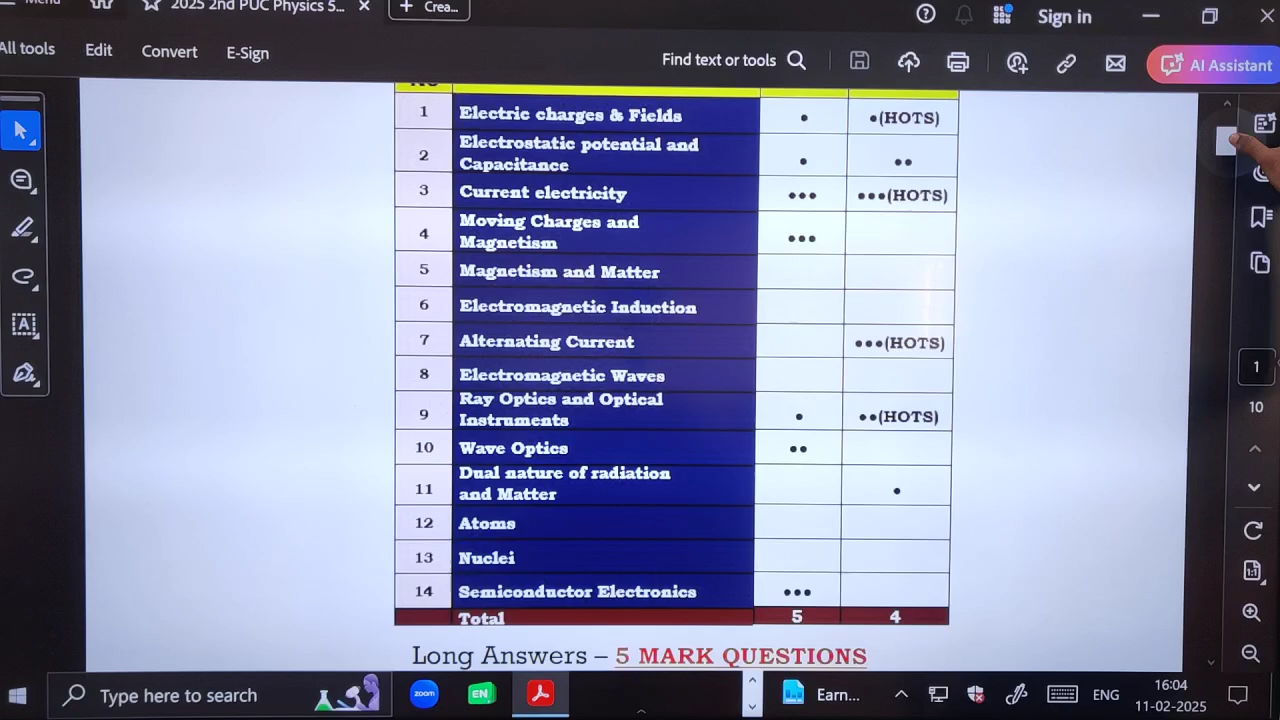 2025 2nd PUC Physics 5...
+ Crea...
Sign in
All tools
Edit
Convert
E-Sign
Find text or tools
AI Assistant
1 Electric charges & Fields • •(HOTS)
2 Electrostatic potential and
Capacitance • ••
3 Current electricity ••• •••(HOTS)
4 Moving Charges and
Magnetism •••
5 Magnetism and Matter
6 Electromagnetic Induction
7 Alternating Current •••(HOTS)
8 Electromagnetic Waves
9 Ray Optics and Optical
Instruments • ••(HOTS)
10 Wave Optics ••
11 Dual nature of radiation
and Matter •
12 Atoms
13 Nuclei
14 Semiconductor Electronics •••
Total 5 4
Long Answers – 5 MARK QUESTIONS
1
10
1:1
Type here to search
zoom
EN
Earn...
ENG
16:04
11-02-2025